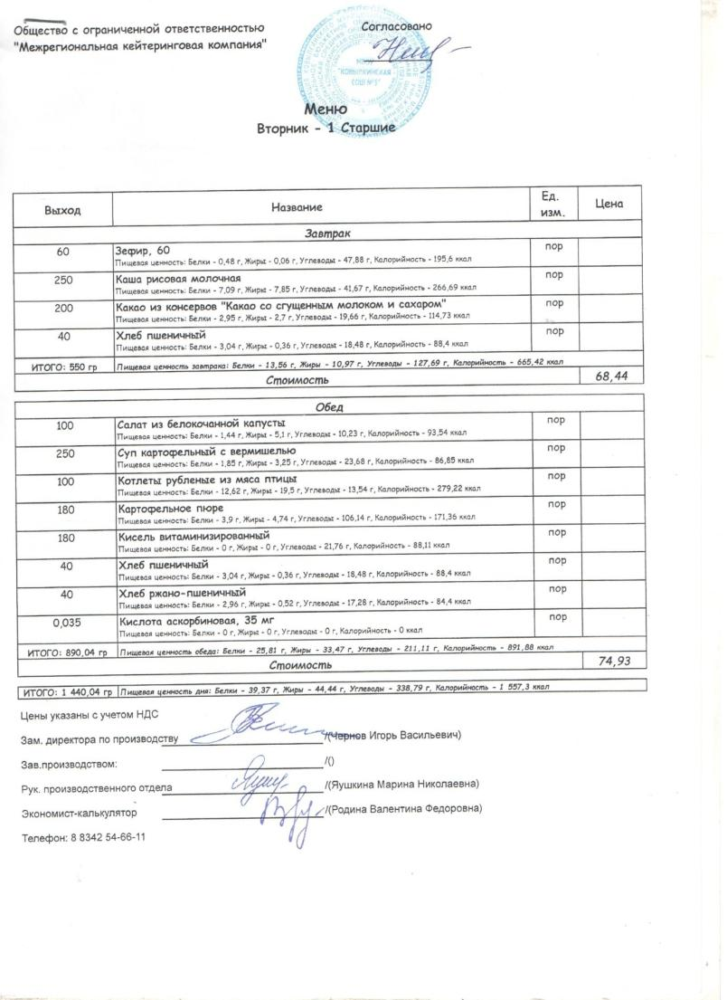 Общество с ограниченной ответственностью
"Межрегиональная кейтеринговая компания"
Согласовано
"КОВЫЛКИНСКАЯ
СОШ №3"
Меню
Вторник - 1 Старшие
Выход Название Ед. изм. Цена
Завтрак
60 Зефир, 60 пор
Пищевая ценность: Белки - 0,48 г, Жиры - 0,06 г, Углеводы - 47,88 г, Калорийность - 195,6 ккал
250 Каша рисовая молочная пор
Пищевая ценность: Белки - 7,09 г, Жиры - 7,85 г, Углеводы - 41,67 г, Калорийность - 266,69 ккал
200 Какао из консервов "Какао со сгущенным молоком и сахаром" пор
Пищевая ценность: Белки - 2,95 г, Жиры - 2,7 г, Углеводы - 19,66 г, Калорийность - 114,73 ккал
40 Хлеб пшеничный пор
Пищевая ценность: Белки - 3,04 г, Жиры - 0,36 г, Углеводы - 18,48 г, Калорийность - 88,4 ккал
ИТОГО: 550 гр Пищевая ценность завтрака: Белки - 13,56 г, Жиры - 10,97 г, Углеводы - 127,69 г, Калорийность - 665,42 ккал
Стоимость 68,44
Обед
100 Салат из белокочанной капусты пор
Пищевая ценность: Белки - 1,44 г, Жиры - 5,1 г, Углеводы - 10,23 г, Калорийность - 93,54 ккал
250 Суп картофельный с вермишелью пор
Пищевая ценность: Белки - 1,85 г, Жиры - 3,25 г, Углеводы - 23,68 г, Калорийность - 86,85 ккал
100 Котлеты рубленые из мяса птицы пор
Пищевая ценность: Белки - 12,62 г, Жиры - 19,5 г, Углеводы - 13,54 г, Калорийность - 279,22 ккал
180 Картофельное пюре пор
Пищевая ценность: Белки - 3,9 г, Жиры - 4,74 г, Углеводы - 106,14 г, Калорийность - 171,36 ккал
180 Кисель витаминизированный пор
Пищевая ценность: Белки - 0 г, Жиры - 0 г, Углеводы - 21,76 г, Калорийность - 88,11 ккал
40 Хлеб пшеничный пор
Пищевая ценность: Белки - 3,04 г, Жиры - 0,36 г, Углеводы - 18,48 г, Калорийность - 88,4 ккал
40 Хлеб ржано-пшеничный пор
Пищевая ценность: Белки - 2,96 г, Жиры - 0,52 г, Углеводы - 17,28 г, Калорийность - 84,4 ккал
0,035 Кислота аскорбиновая, 35 мг пор
Пищевая ценность: Белки - 0 г, Жиры - 0 г, Углеводы - 0 г, Калорийность - 0 ккал
ИТОГО: 890,04 гр Пищевая ценность обеда: Белки - 25,81 г, Жиры - 33,47 г, Углеводы - 211,11 г, Калорийность - 891,88 ккал
Стоимость 74,93
ИТОГО: 1 440,04 гр Пищевая ценность дня: Белки - 39,37 г, Жиры - 44,44 г, Углеводы - 338,79 г, Калорийность - 1 557,3 ккал
Цены указаны с учетом НДС
Зам. директора по производству /(Чернов Игорь Васильевич)
Зав.производством: /()
Рук. производственного отдела /(Яушкина Марина Николаевна)
Экономист-калькулятор /(Родина Валентина Федоровна)
Телефон: 8 8342 54-66-11